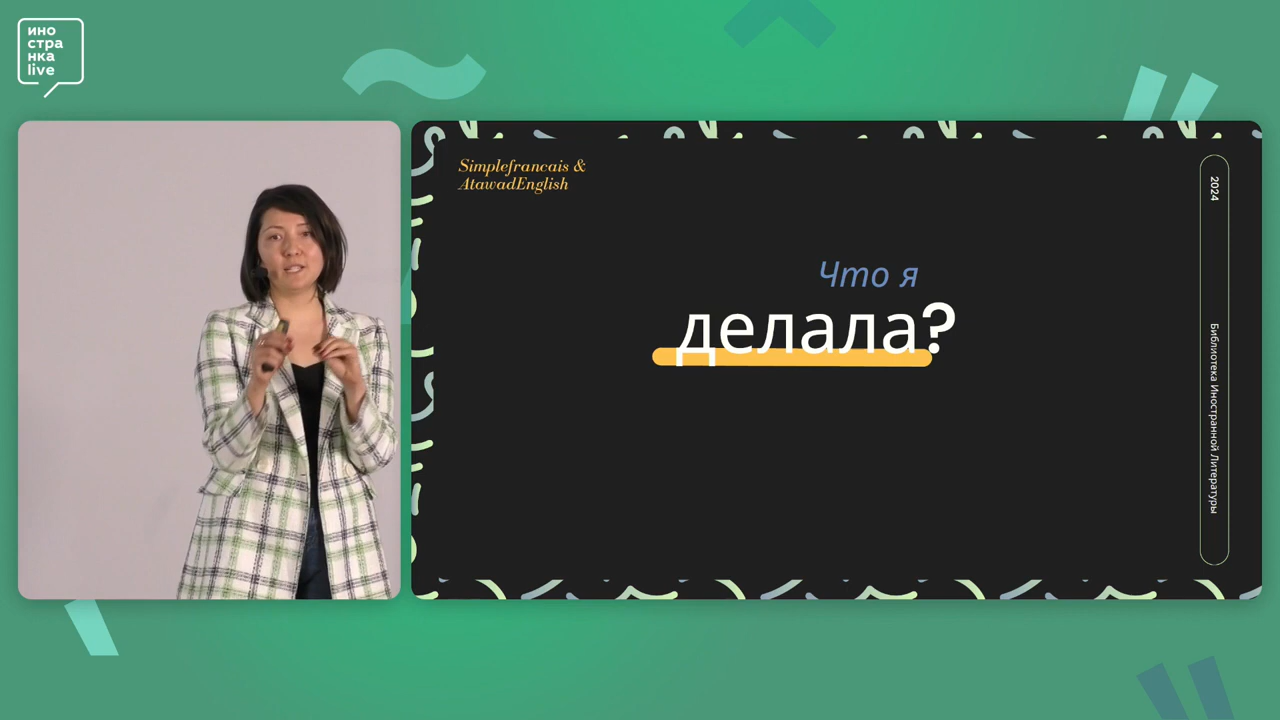 ино
стра
нка
live
Simplefrancais &
AtawadEnglish
2024
Что я
делала?
Библиотека Иностранной Литературы